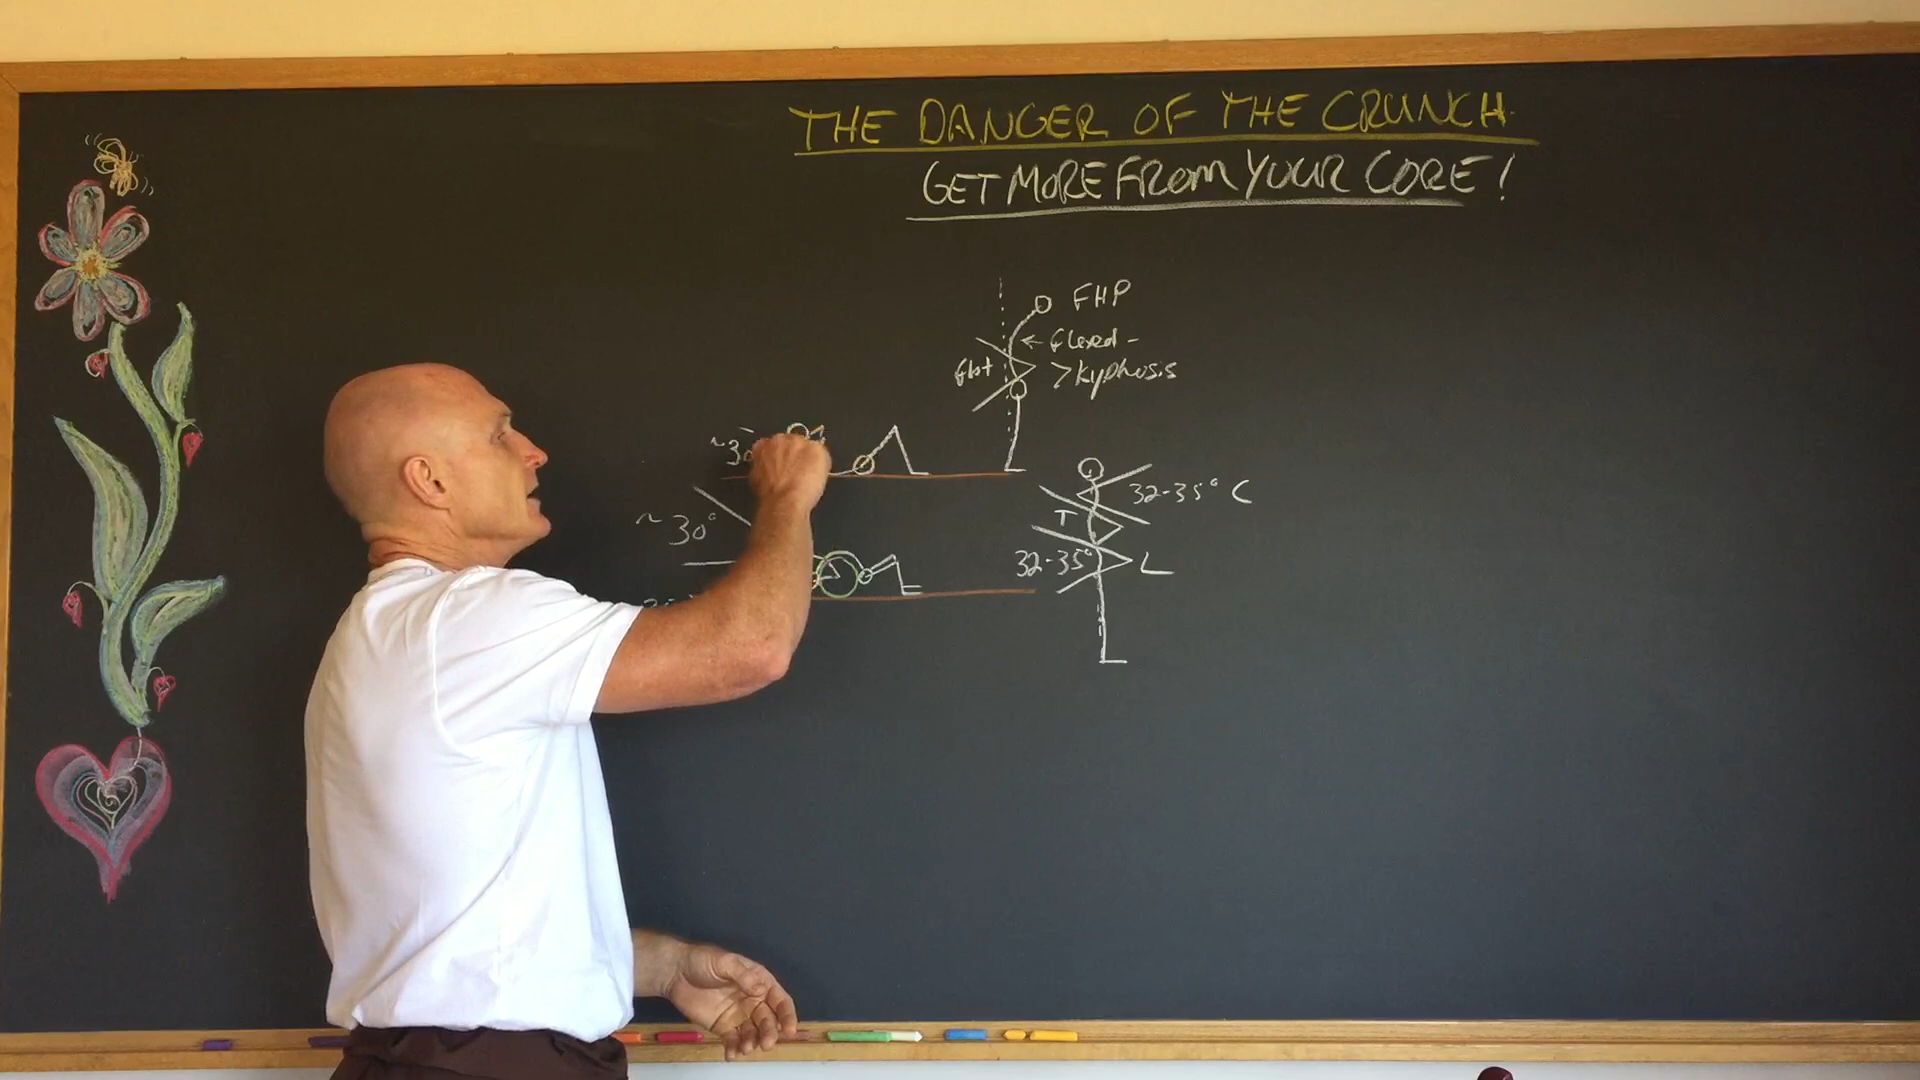 THE DANGER OF THE CRUNCH
GET MORE FROM YOUR CORE!
FHP
← flexed -
flat
> kyphosis
~30
32-35° C
~30°
T
32-35°
L